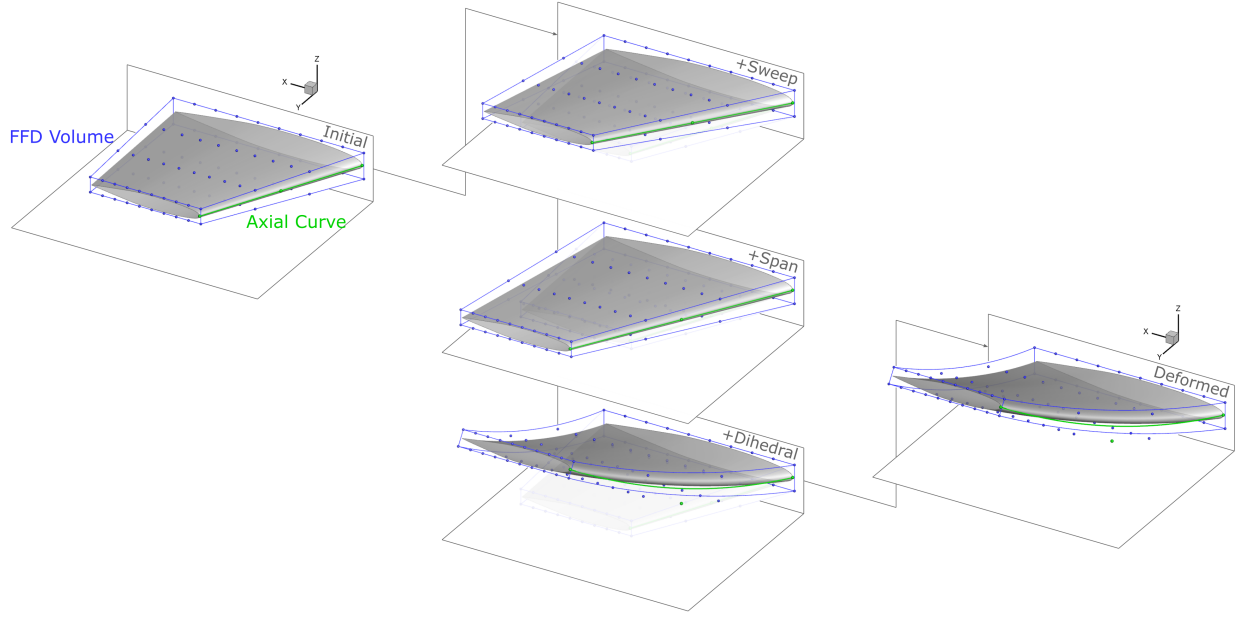 Z
X
Y
FFD Volume
Initial
Axial Curve
+Sweep
+Span
+Dihedral
Z
X
Y
Deformed